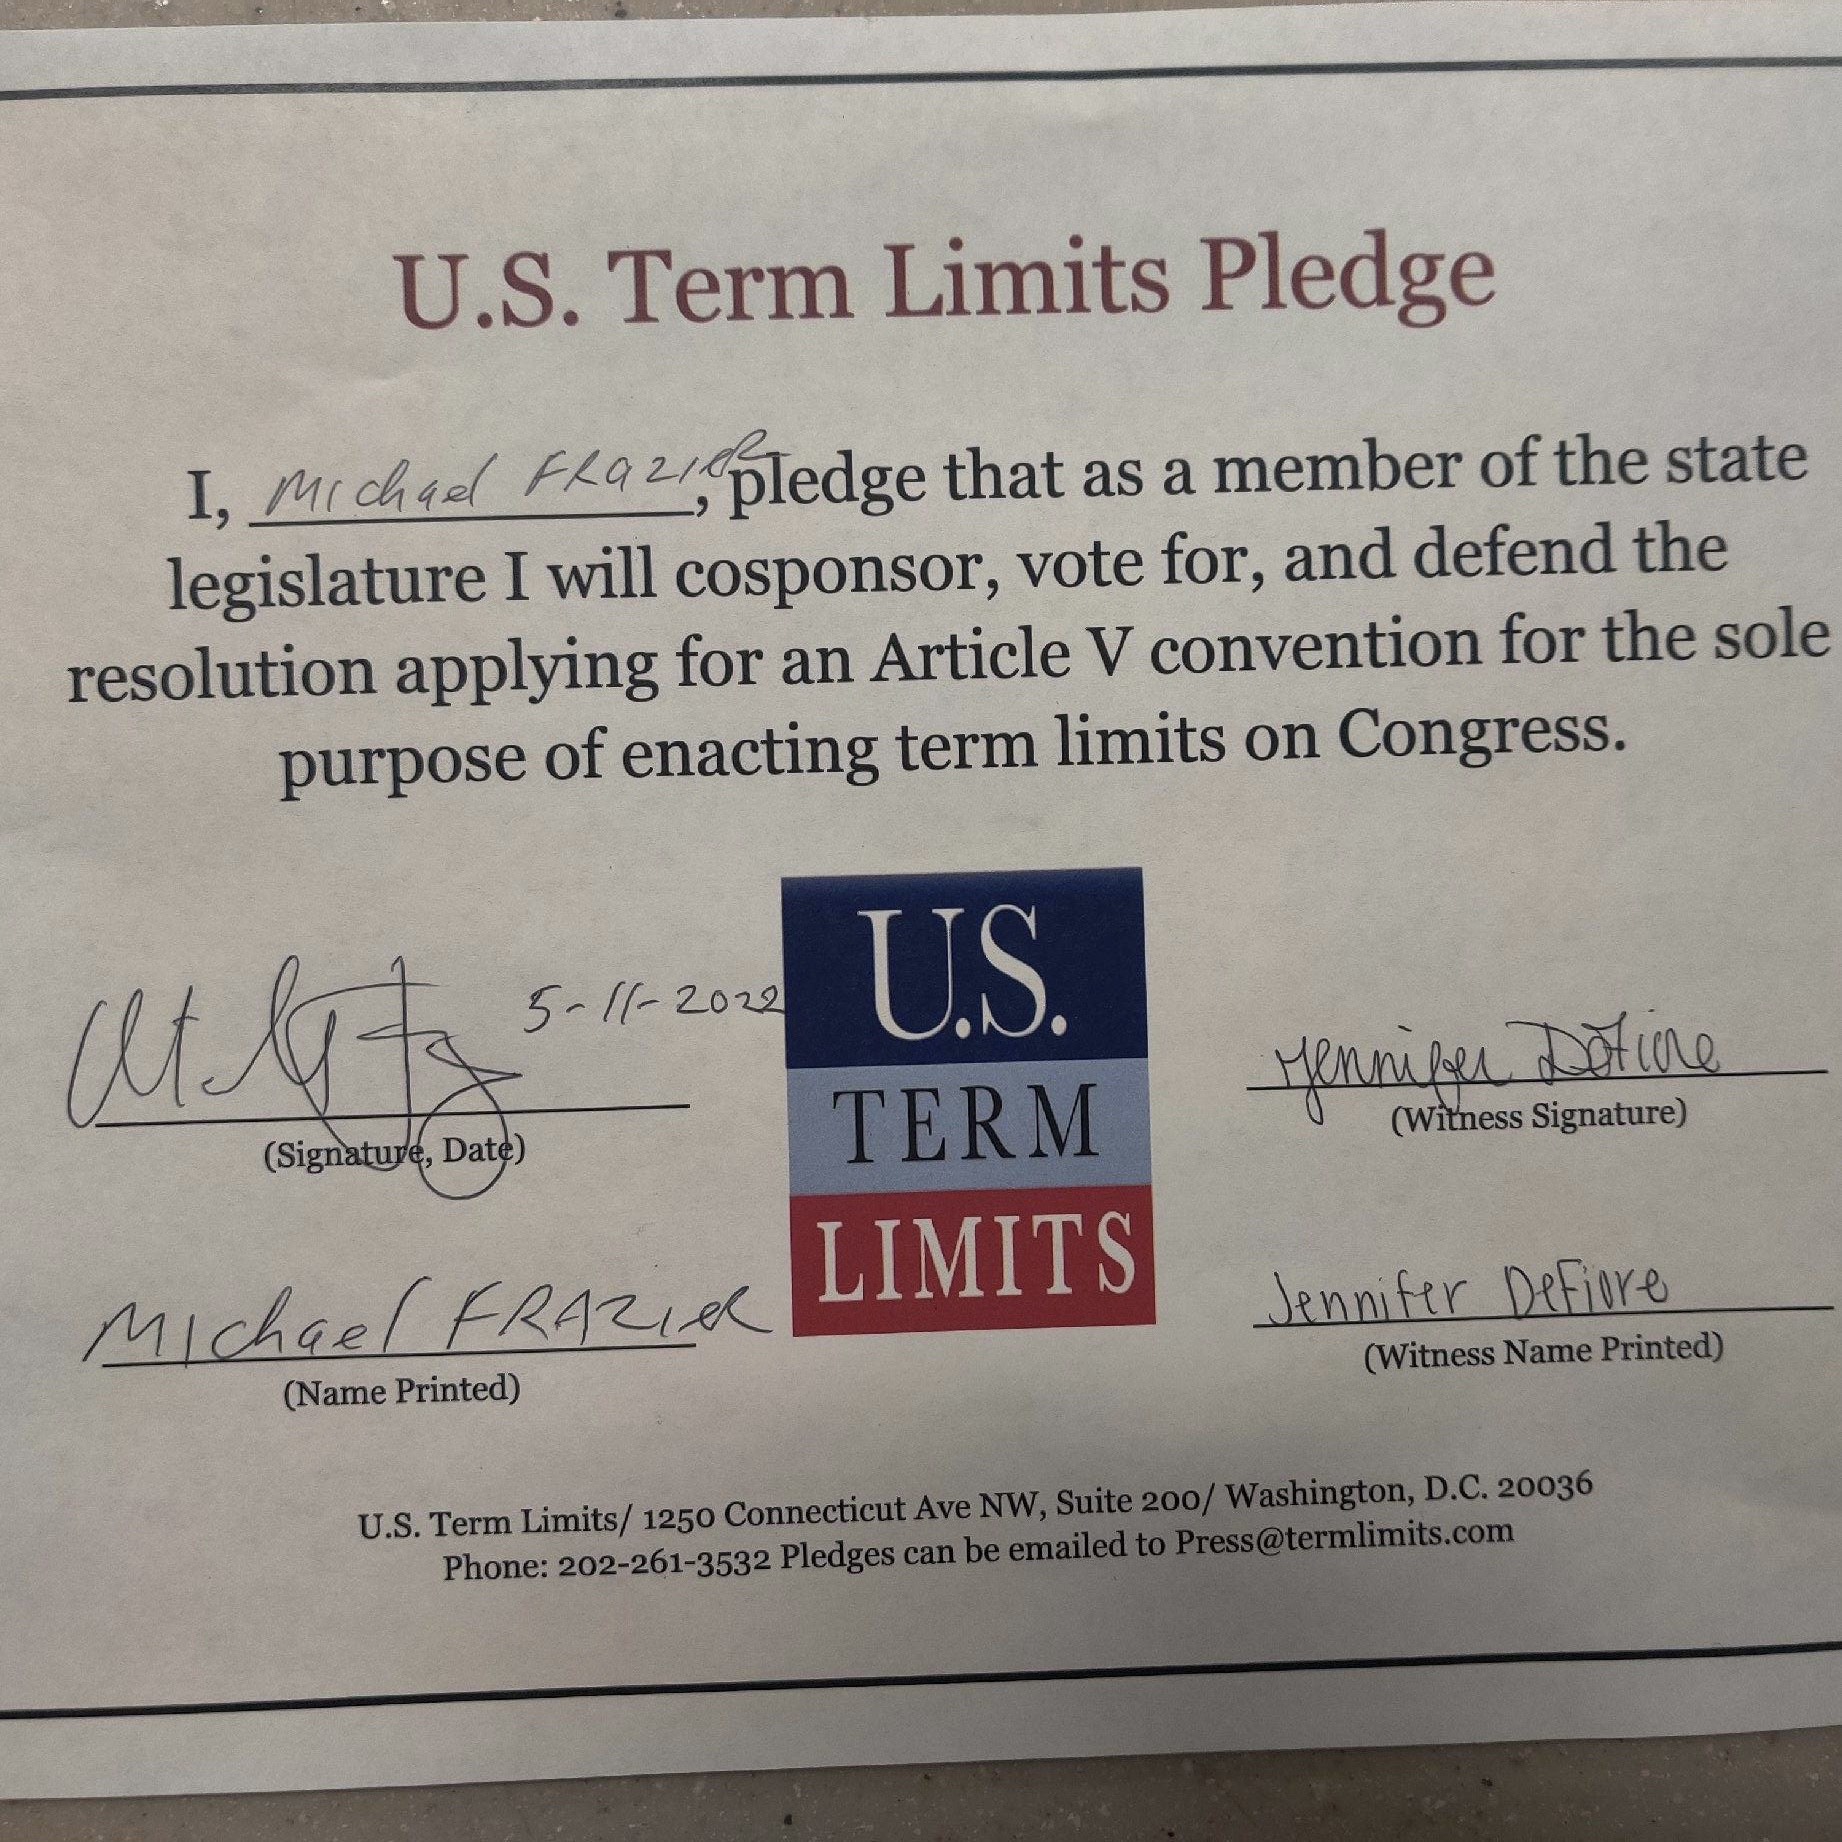 U.S. Term Limits Pledge
I, Michael FRAZIER, pledge that as a member of the state
legislature I will cosponsor, vote for, and defend the
resolution applying for an Article V convention for the sole
purpose of enacting term limits on Congress.
5-11-2022
(Signature, Date)
Michael FRAZIER
(Name Printed)
U.S.
TERM
LIMITS
Jennifer DeFiore
(Witness Signature)
Jennifer DeFiore
(Witness Name Printed)
U.S. Term Limits/ 1250 Connecticut Ave NW, Suite 200/ Washington, D.C. 20036
Phone: 202-261-3532 Pledges can be emailed to Press@termlimits.com